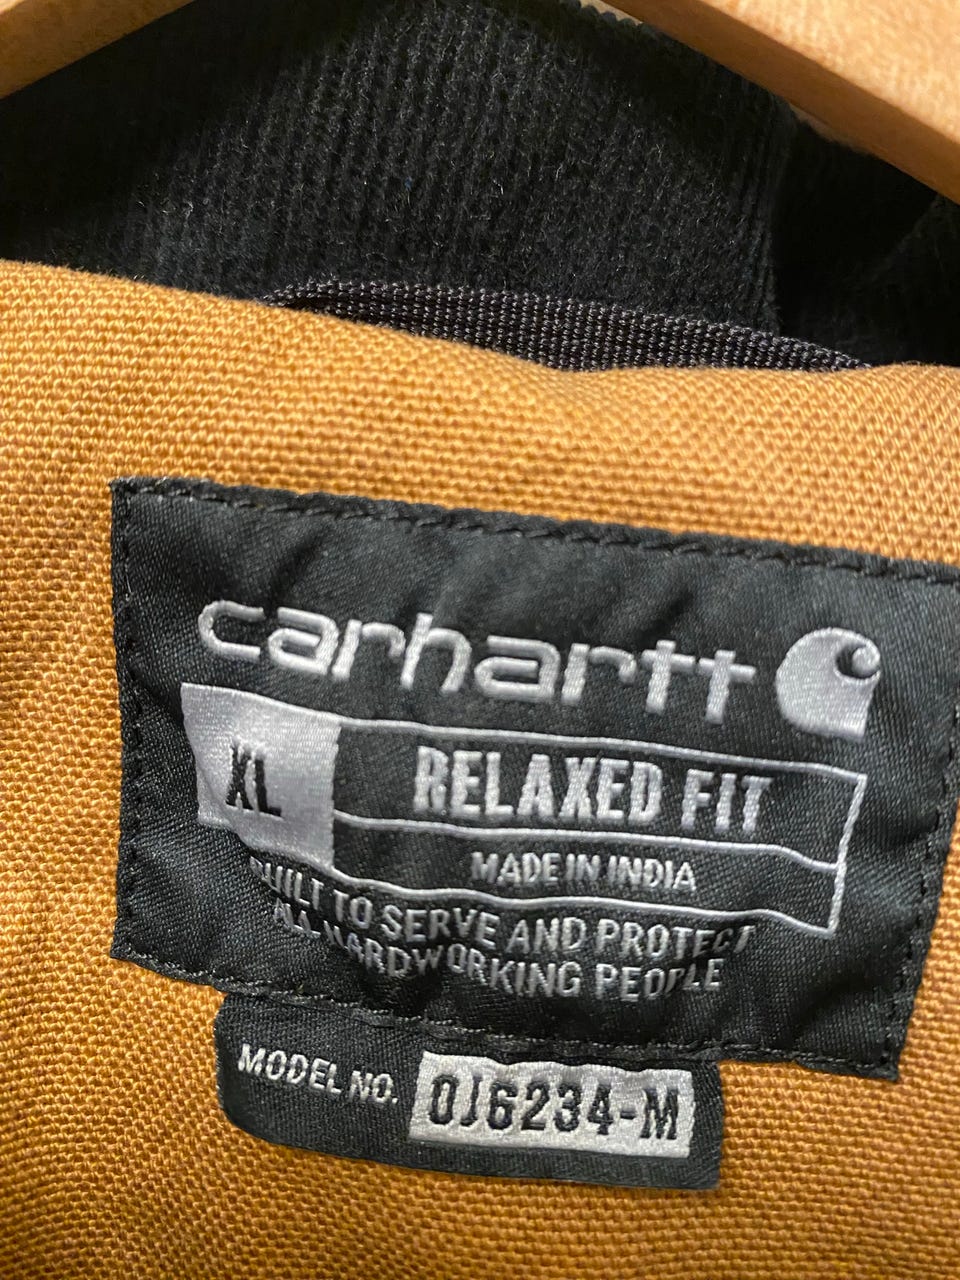 carhartt
XL
RELAXED FIT
MADE IN INDIA
BUILT TO SERVE AND PROTECT
ALL HARDWORKING PEOPLE
MODEL NO. OJ6234-M